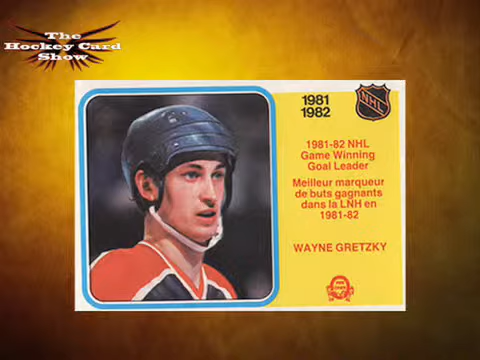 The
Hockey Card
Show
1981
1982
NHL
1981-82 NHL
Game Winning
Goal Leader
Meilleur marqueur
de buts gagnants
dans la LNH en
1981-82
WAYNE GRETZKY